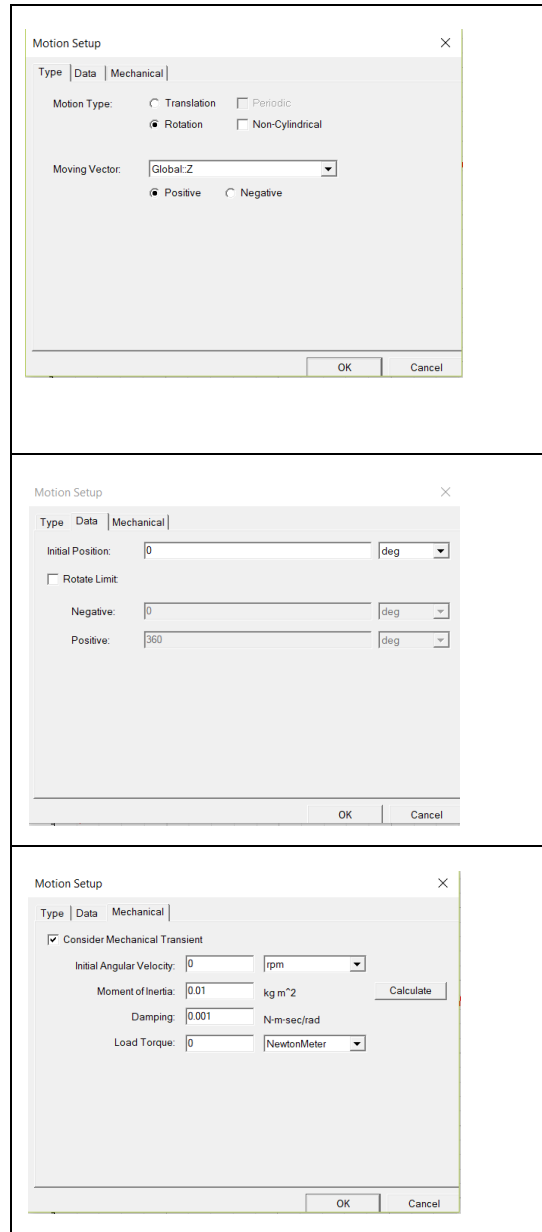 Motion Setup
Type Data Mechanical
Motion Type: Translation Periodic
Rotation Non-Cylindrical
Moving Vector: Global::Z
Positive Negative
OK Cancel
Motion Setup
Type Data Mechanical
Initial Position: 0 deg
Rotate Limit:
Negative: 0 deg
Positive: 360 deg
OK Cancel
Motion Setup
Type Data Mechanical
Consider Mechanical Transient
Initial Angular Velocity: 0 rpm
Moment of Inertia: 0.01 kg m^2 Calculate
Damping: 0.001 N-m-sec/rad
Load Torque: 0 NewtonMeter
OK Cancel